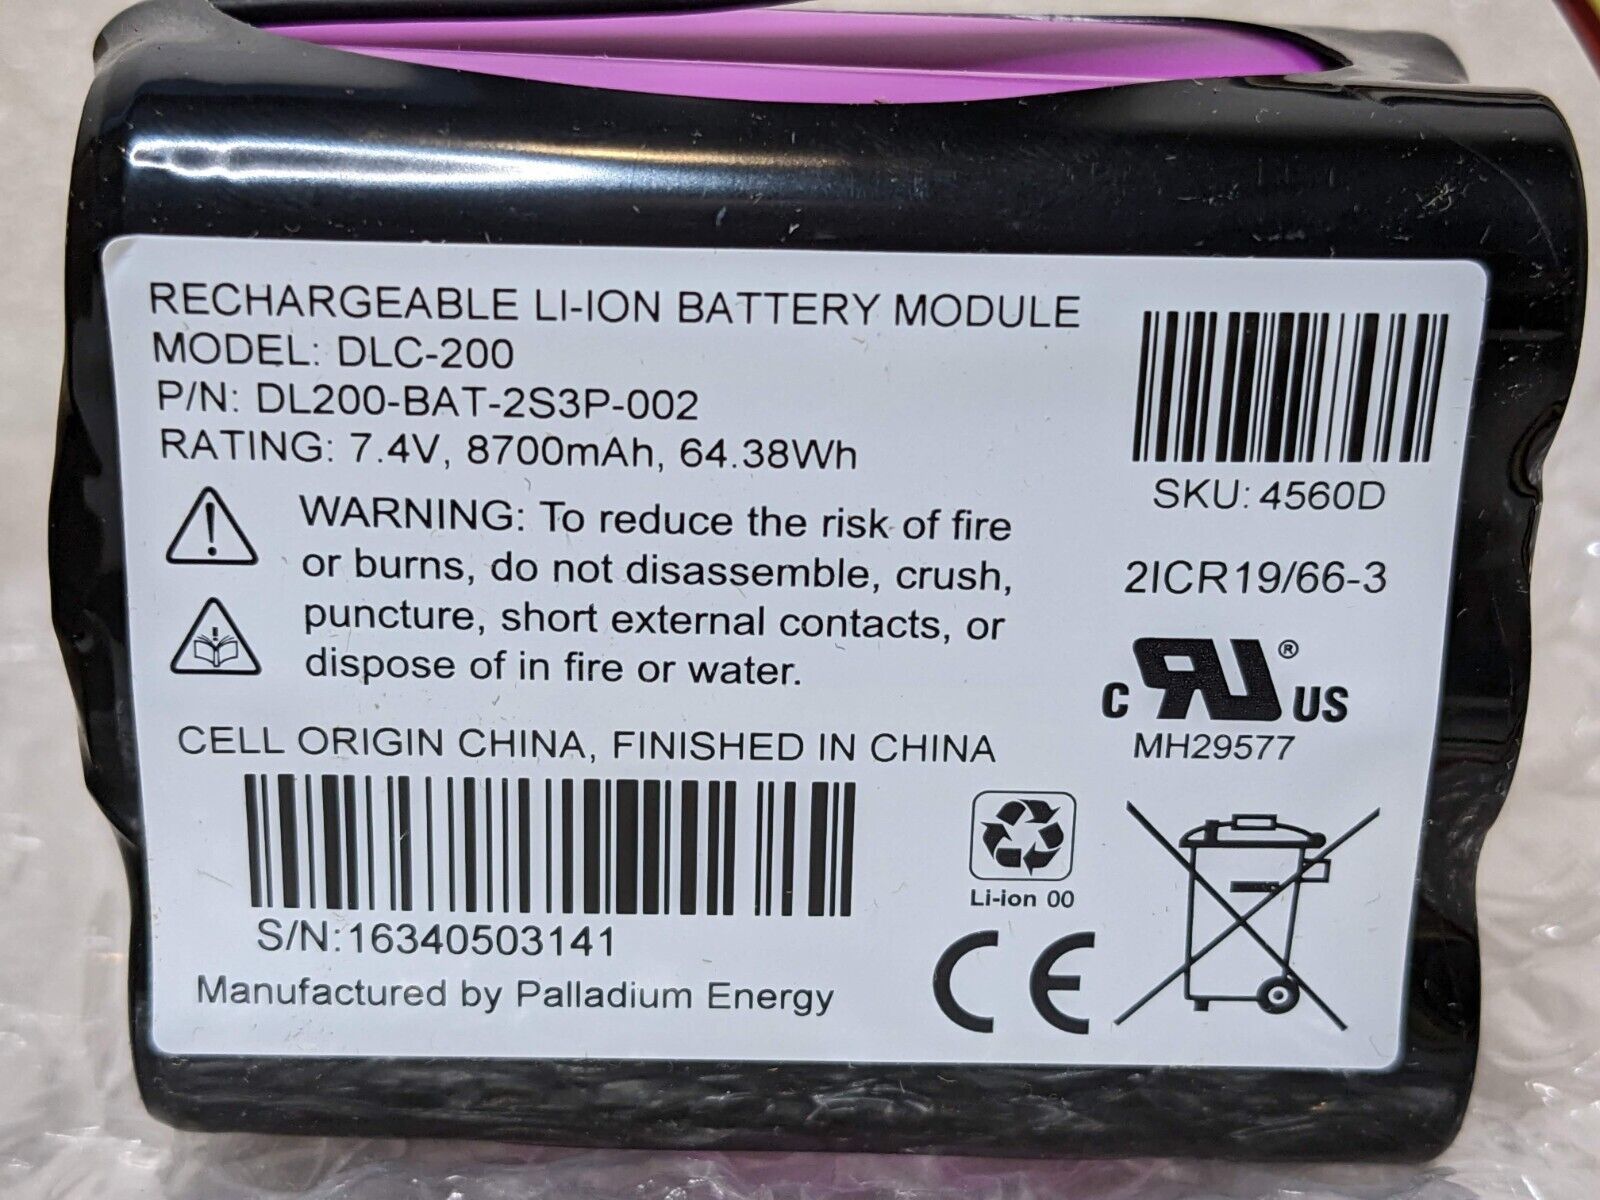 RECHARGEABLE LI-ION BATTERY MODULE
MODEL: DLC-200
P/N: DL200-BAT-2S3P-002
RATING: 7.4V, 8700mAh, 64.38Wh
SKU: 4560D
WARNING: To reduce the risk of fire
or burns, do not disassemble, crush,
puncture, short external contacts, or
dispose of in fire or water.
2ICR19/66-3
c RU ® US
MH29577
CELL ORIGIN CHINA, FINISHED IN CHINA
S/N:16340503141
Manufactured by Palladium Energy
Li-ion 00
CE